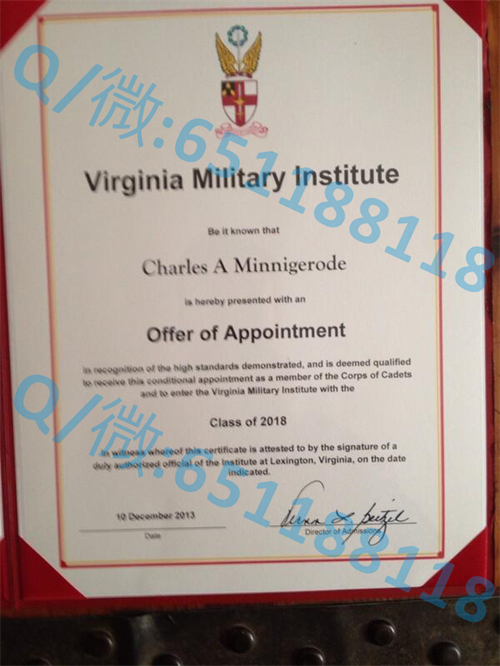 Q/微:651188118
Virginia Military Institute
Be it known that
Charles A Minnigerode
is hereby presented with an
Offer of Appointment
in recognition of the high standards demonstrated, and is deemed qualified
to receive this conditional appointment as a member of the Corps of Cadets
and to enter the Virginia Military Institute with the
Class of 2018
Q/微:651188118
In witness whereof this certificate is attested to by the signature of a
duly authorized official of the Institute at Lexington, Virginia, on the date
indicated.
10 December 2013
Date
Director of Admissions